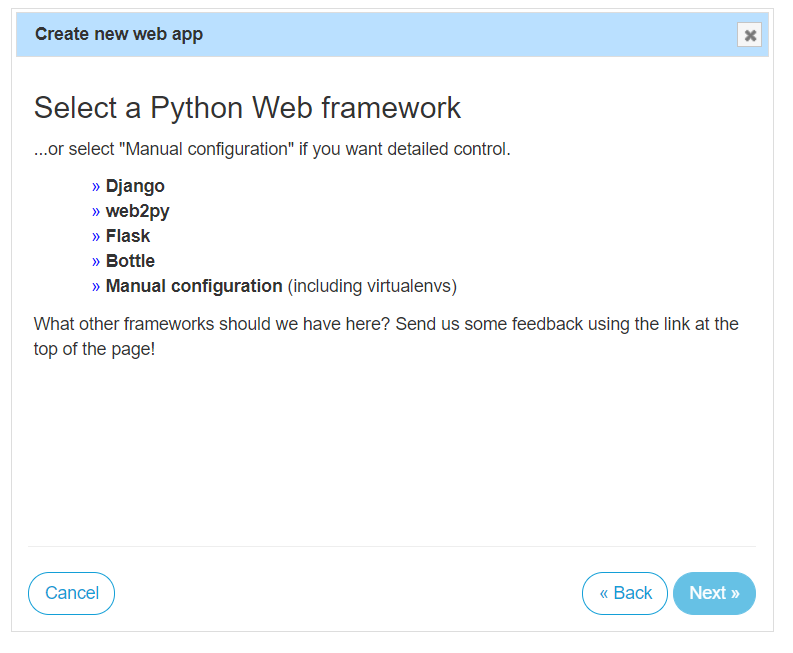 Create new web app
Select a Python Web framework
...or select "Manual configuration" if you want detailed control.
» Django
» web2py
» Flask
» Bottle
» Manual configuration (including virtualenvs)
What other frameworks should we have here? Send us some feedback using the link at the
top of the page!
Cancel
« Back
Next »